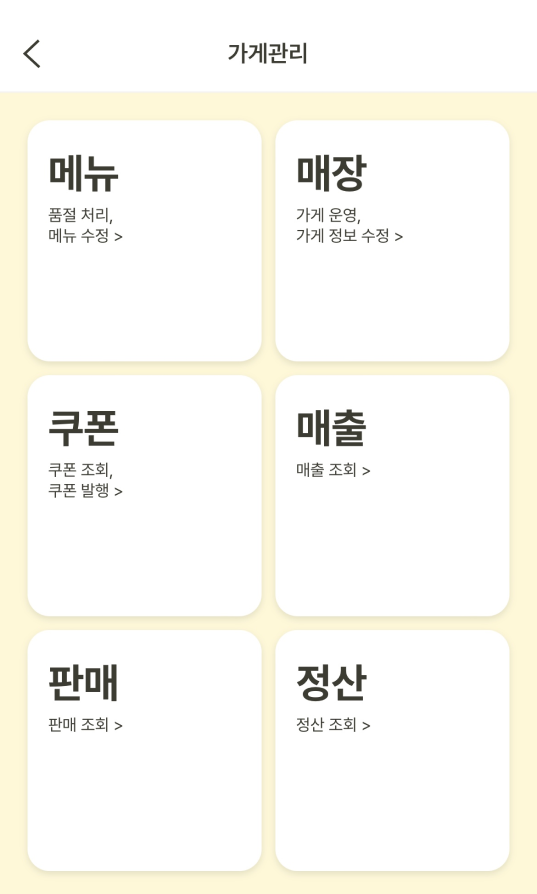 가게관리
메뉴
품절 처리,
메뉴 수정 >
매장
가게 운영,
가게 정보 수정 >
쿠폰
쿠폰 조회,
쿠폰 발행 >
매출
매출 조회 >
판매
판매 조회 >
정산
정산 조회 >